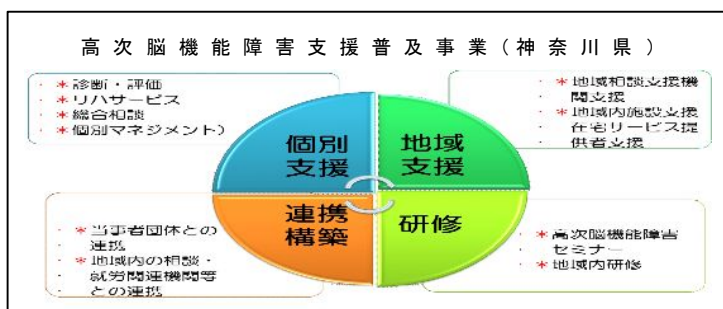 高次脳機能障害支援普及事業(神奈川県)
・＊診断・評価
・＊リハサービス
・＊総合相談
・＊個別マネジメント）
・＊地域相談支援機
・関支援
・＊地域内施設支援
・在宅リービス提
・供者支援
個別
支援
地域
支援
連携
構築
研修
・＊当事者団体との
・連携
・＊地域内の相談・
・就労関連機関等
・との連携
・＊高次脳機能障害
・セミナー
・＊地域内研修